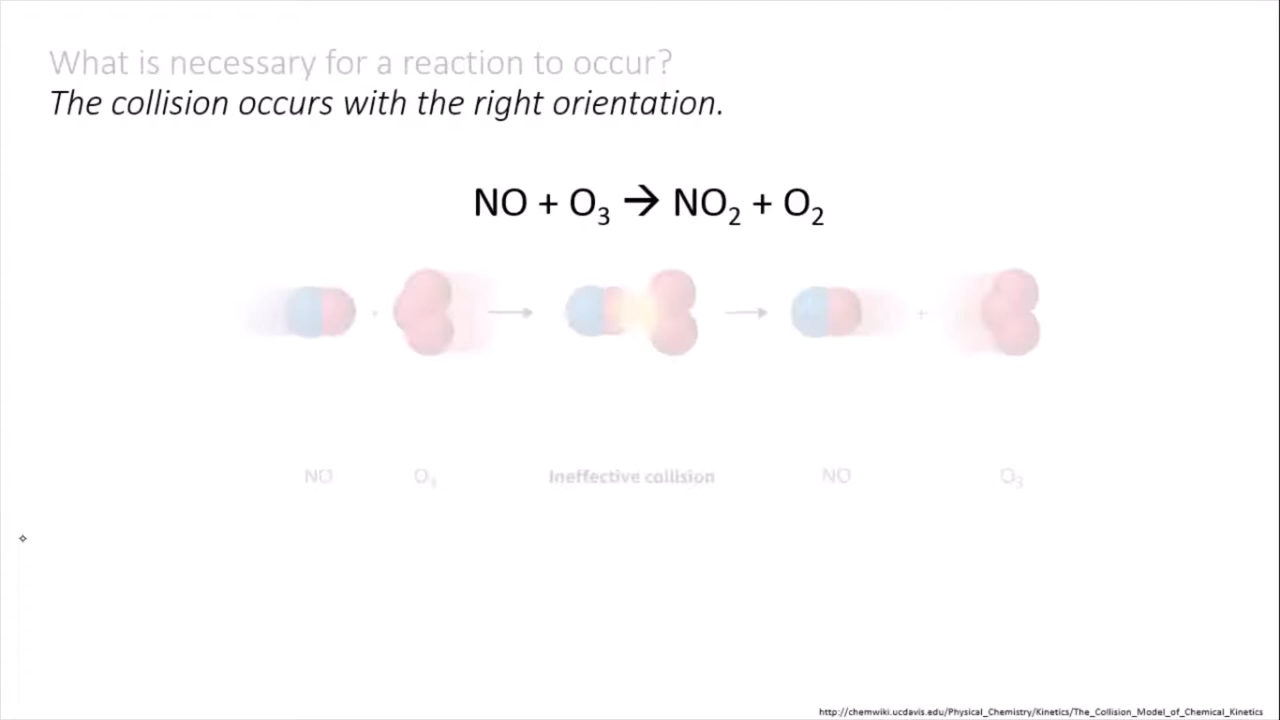 What is necessary for a reaction to occur?
The collision occurs with the right orientation.
NO + O₃ → NO₂ + O₂
+ +
NO O₃ Ineffective collision NO O₃
http://chemwiki.ucdavis.edu/Physical_Chemistry/Kinetics/The_Collision_Model_of_Chemical_Kinetics